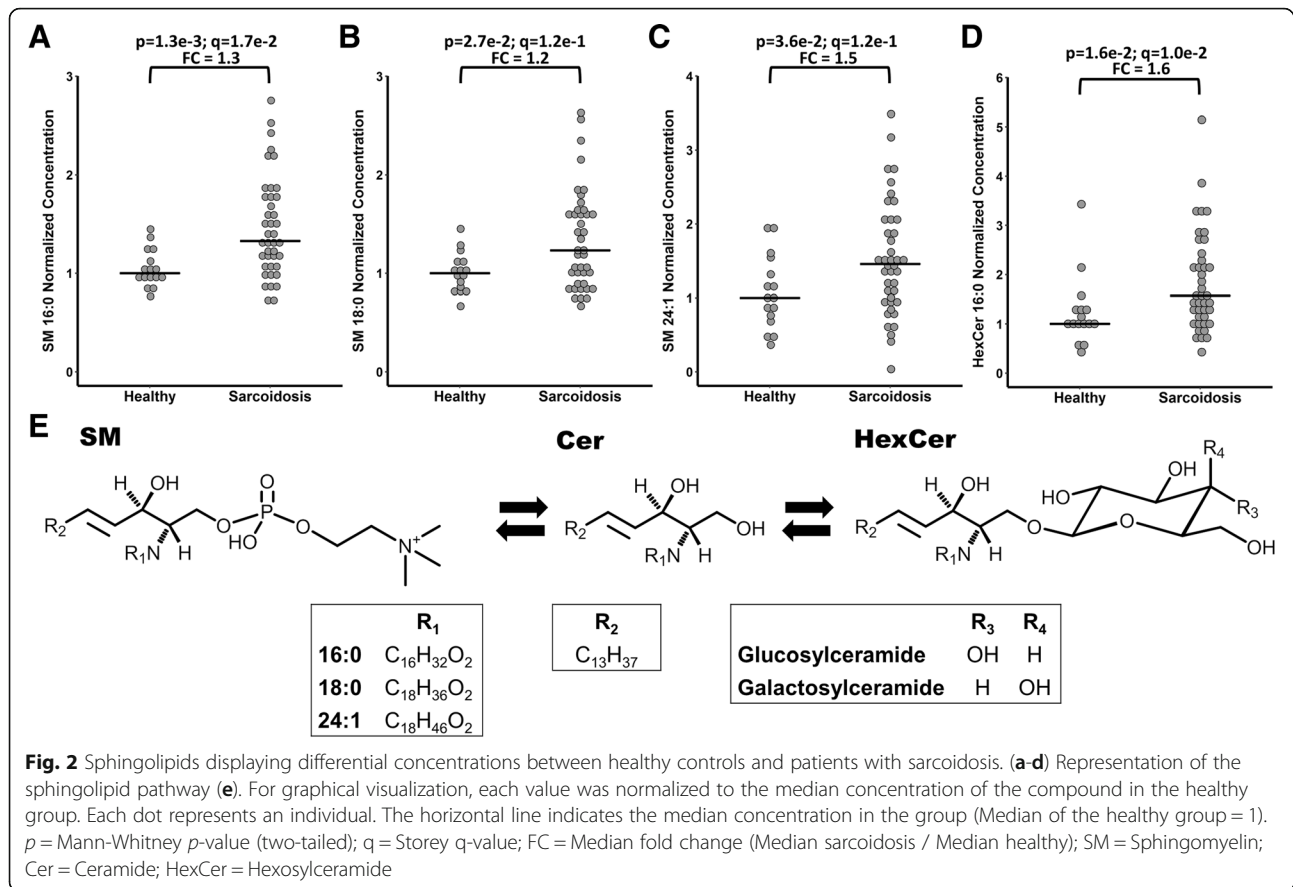 A
p=1.3e-3; q=1.7e-2
FC = 1.3
SM 16:0 Normalized Concentration
3
2
1
0
Healthy Sarcoidosis
B
p=2.7e-2; q=1.2e-1
FC = 1.2
SM 18:0 Normalized Concentration
3
2
1
0
Healthy Sarcoidosis
C
p=3.6e-2; q=1.2e-1
FC = 1.5
SM 24:1 Normalized Concentration
4
3
2
1
0
Healthy Sarcoidosis
D
p=1.6e-2; q=1.0e-2
FC = 1.6
HexCer 16:0 Normalized Concentration
6
5
4
3
2
1
0
Healthy Sarcoidosis
E
SM
H OH O
R₂ O P O
HO N⁺
R₁N H
Cer
H OH
R₂ OH
R₁N H
HexCer
R₄
OH
H OH HO R₃
R₂ O O OH
R₁N H
R₁
16:0 C₁₆H₃₂O₂
18:0 C₁₈H₃₆O₂
24:1 C₁₈H₄₆O₂
R₂
C₁₃H₃₇
R₃ R₄
Glucosylceramide OH H
Galactosylceramide H OH
Fig. 2 Sphingolipids displaying differential concentrations between healthy controls and patients with sarcoidosis. (a-d) Representation of the
sphingolipid pathway (e). For graphical visualization, each value was normalized to the median concentration of the compound in the healthy
group. Each dot represents an individual. The horizontal line indicates the median concentration in the group (Median of the healthy group = 1).
p = Mann-Whitney p-value (two-tailed); q = Storey q-value; FC = Median fold change (Median sarcoidosis / Median healthy); SM = Sphingomyelin;
Cer = Ceramide; HexCer = Hexosylceramide